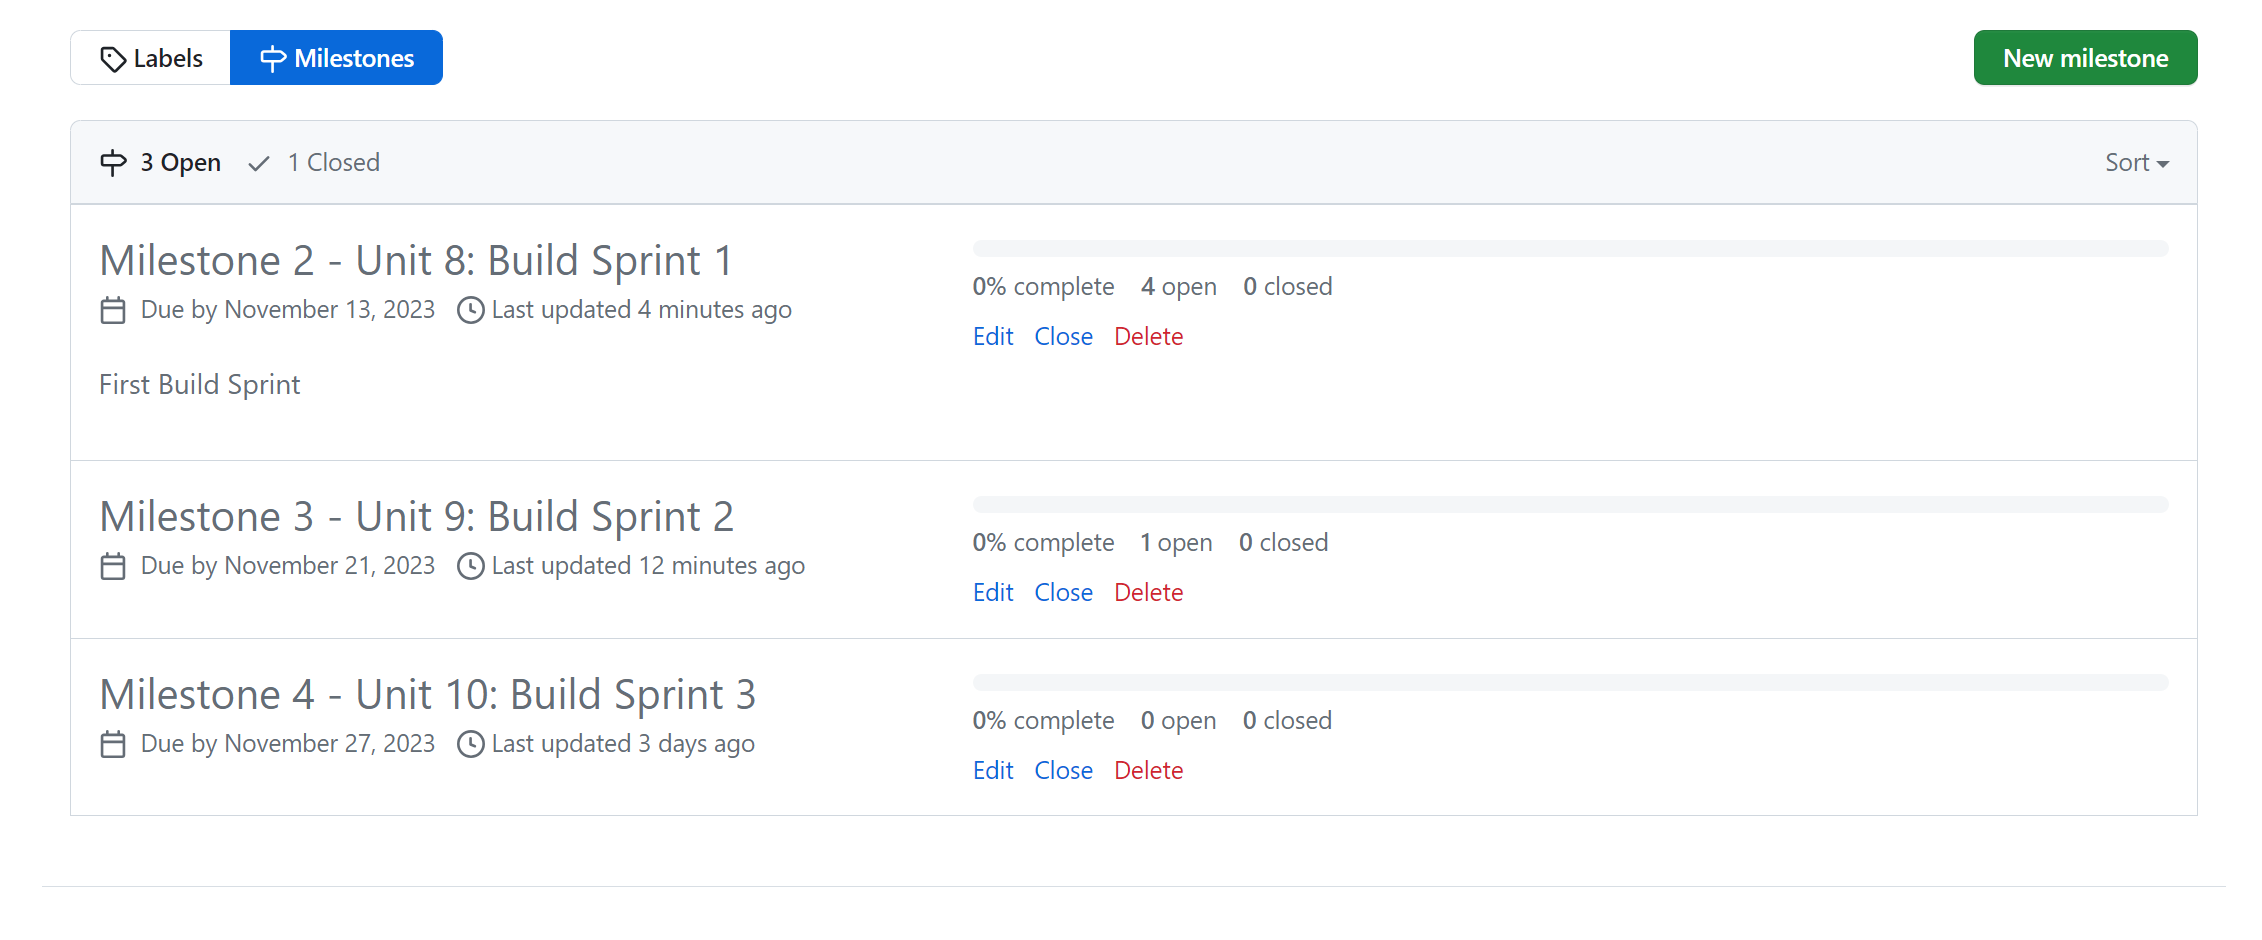 Labels Milestones New milestone
3 Open 1 Closed Sort
Milestone 2 - Unit 8: Build Sprint 1
Due by November 13, 2023 Last updated 4 minutes ago
First Build Sprint
0% complete 4 open 0 closed
Edit Close Delete
Milestone 3 - Unit 9: Build Sprint 2
Due by November 21, 2023 Last updated 12 minutes ago
0% complete 1 open 0 closed
Edit Close Delete
Milestone 4 - Unit 10: Build Sprint 3
Due by November 27, 2023 Last updated 3 days ago
0% complete 0 open 0 closed
Edit Close Delete